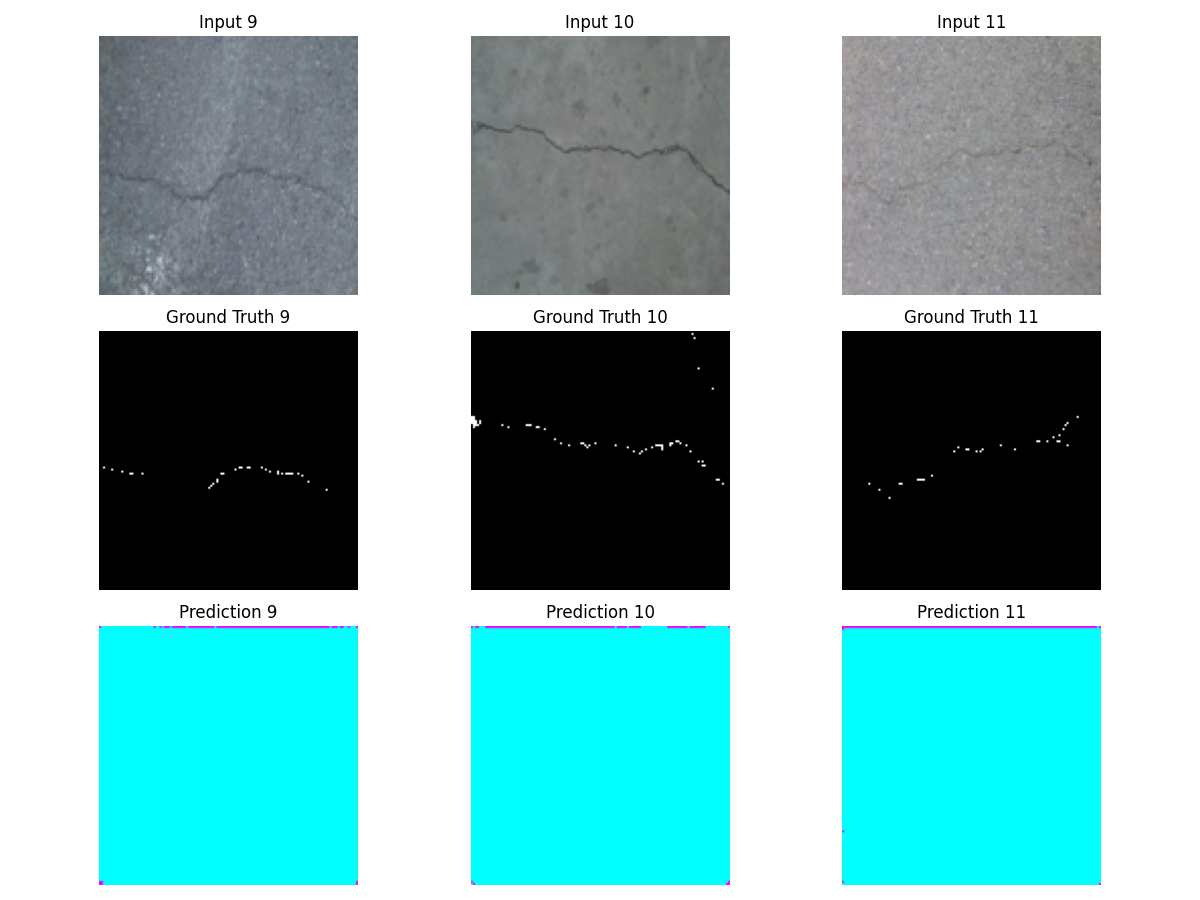 Input 9
Input 10
Input 11
Ground Truth 9
Ground Truth 10
Ground Truth 11
Prediction 9
Prediction 10
Prediction 11